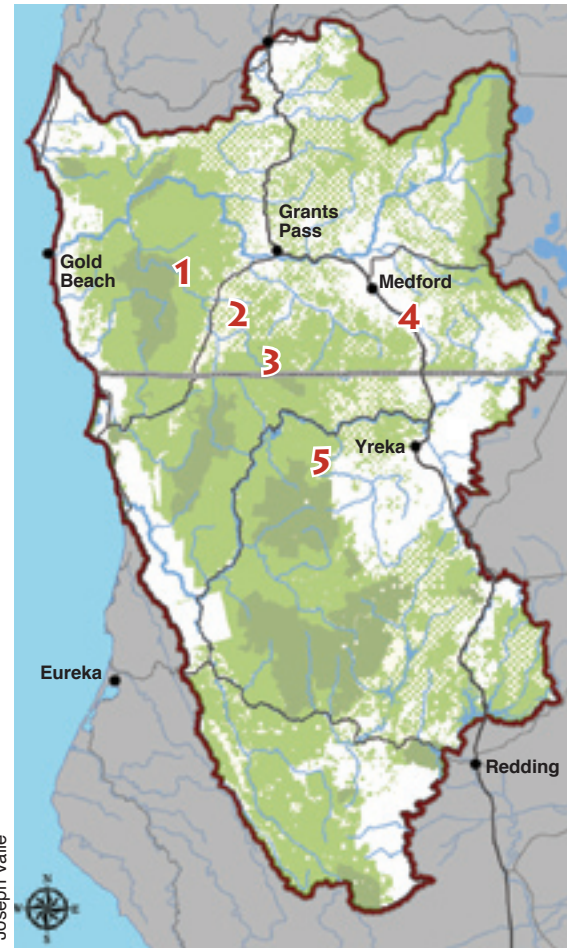 Grants
Pass
Gold
Beach
1
Medford
2
4
3
Yreka
5
Eureka
Redding
Joseph Vaile
N
W
E
S